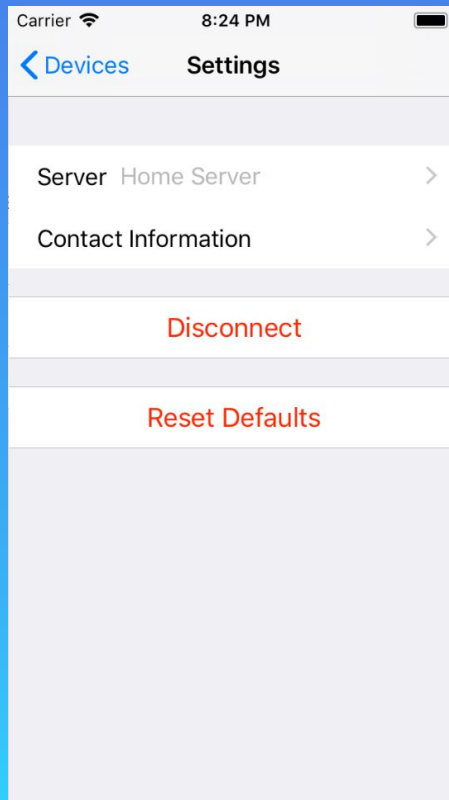 Carrier 8:24 PM
Devices Settings
Server Home Server
Contact Information
Disconnect
Reset Defaults